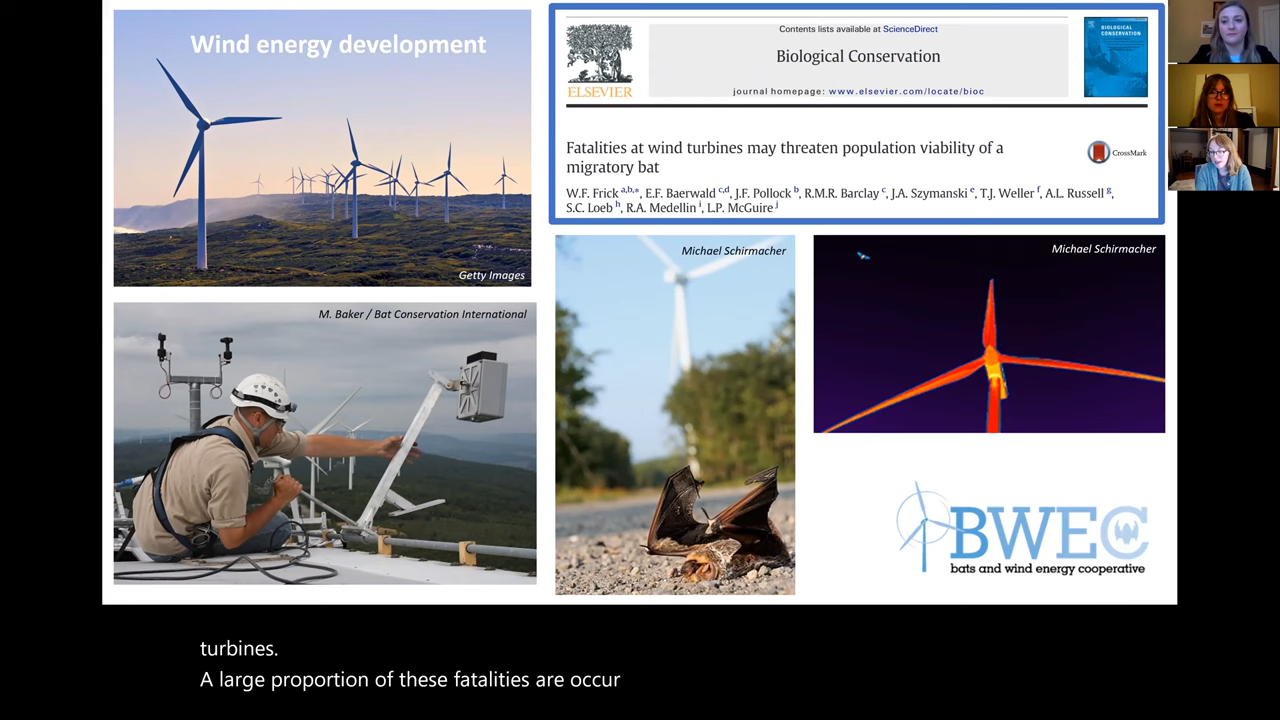 Wind energy development
Getty Images
Contents lists available at ScienceDirect
Biological Conservation
journal homepage: www.elsevier.com/locate/bioc
ELSEVIER
BIOLOGICAL
CONSERVATION
Fatalities at wind turbines may threaten population viability of a
migratory bat
CrossMark
W.F. Frick a,b,*, E.F. Baerwald c,d, J.F. Pollock b, R.M.R. Barclay c, J.A. Szymanski e, T.J. Weller f, A.L. Russell g,
S.C. Loeb h, R.A. Medellin i, L.P. McGuire j
M. Baker / Bat Conservation International
Michael Schirmacher
Michael Schirmacher
BWEC
bats and wind energy cooperative
turbines.
A large proportion of these fatalities are occur